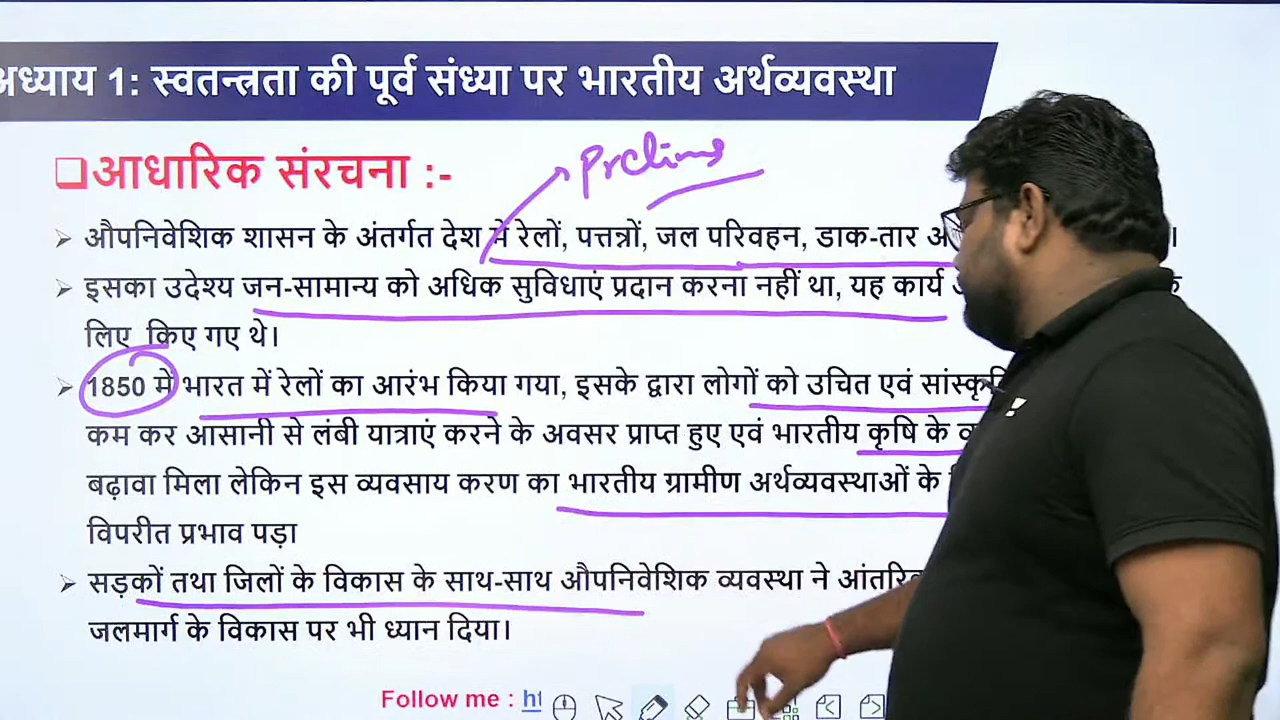 अध्याय 1: स्वतन्त्रता की पूर्व संध्या पर भारतीय अर्थव्यवस्था
आधारिक संरचना :-
Prelims
औपनिवेशिक शासन के अंतर्गत देश में रेलों, पत्तनों, जल परिवहन, डाक-तार
इसका उदेश्य जन-सामान्य को अधिक सुविधाएं प्रदान करना नहीं था, यह कार्य
लिए किए गए थे।
1850 में भारत में रेलों का आरंभ किया गया, इसके द्वारा लोगों को उचित एवं
कम कर आसानी से लंबी यात्राएं करने के अवसर प्राप्त हुए एवं भारतीय कृषि के
बढ़ावा मिला लेकिन इस व्यवसाय करण का भारतीय ग्रामीण अर्थव्यवस्थाओं के
विपरीत प्रभाव पड़ा
सड़कों तथा जिलों के विकास के साथ-साथ औपनिवेशिक व्यवस्था ने
जलमार्ग के विकास पर भी ध्यान दिया।
Follow me :